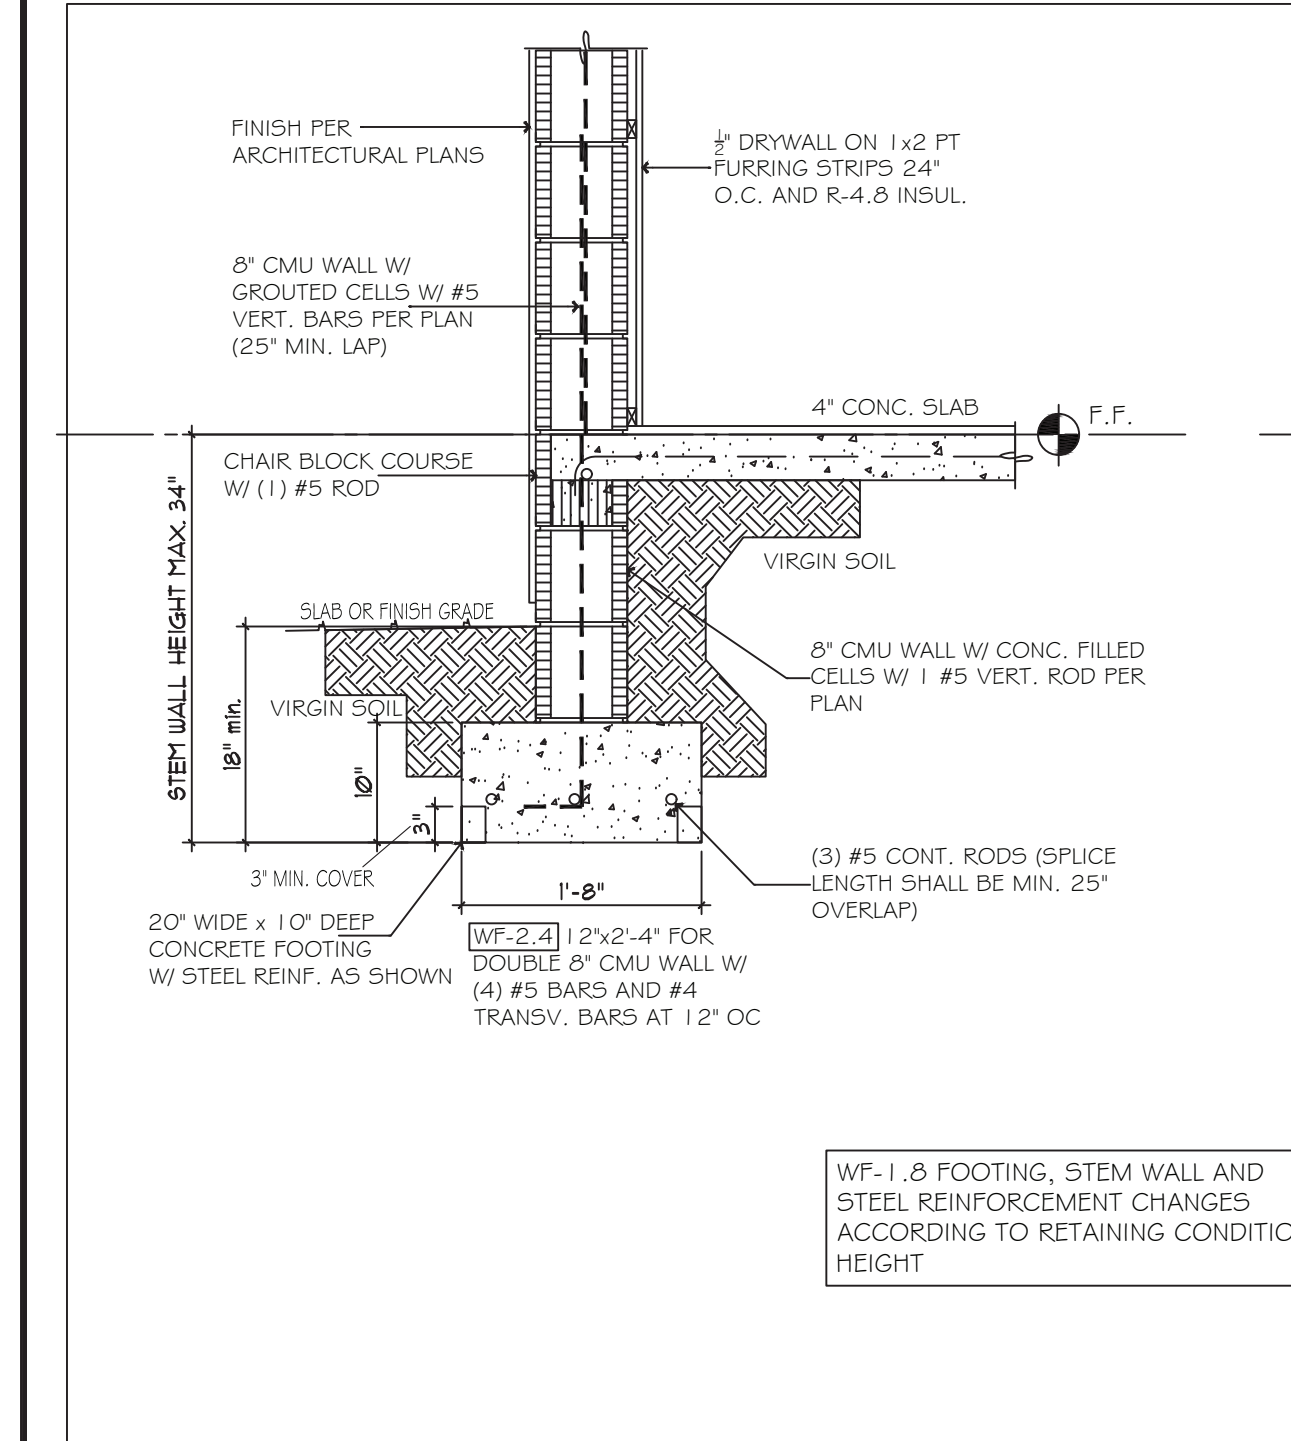 FINISH PER
ARCHITECTURAL PLANS
½" DRYWALL ON 1x2 PT
FURRING STRIPS 24"
O.C. AND R-4.8 INSUL.
8" CMU WALL W/
GROUTED CELLS W/ #5
VERT. BARS PER PLAN
(25" MIN. LAP)
4" CONC. SLAB
F.F.
CHAIR BLOCK COURSE
W/ (1) #5 ROD
STEM WALL HEIGHT MAX. 34"
VIRGIN SOIL
SLAB OR FINISH GRADE
8" CMU WALL W/ CONC. FILLED
CELLS W/ 1 #5 VERT. ROD PER
PLAN
VIRGIN SOIL
18" min.
10"
3"
3" MIN. COVER
(3) #5 CONT. RODS (SPLICE
LENGTH SHALL BE MIN. 25"
OVERLAP)
1'-8"
20" WIDE x 10" DEEP
CONCRETE FOOTING
W/ STEEL REINF. AS SHOWN
WF-2.4 12"x2'-4" FOR
DOUBLE 8" CMU WALL W/
(4) #5 BARS AND #4
TRANSV. BARS AT 12" OC
WF-1.8 FOOTING, STEM WALL AND
STEEL REINFORCEMENT CHANGES
ACCORDING TO RETAINING CONDITIO
HEIGHT